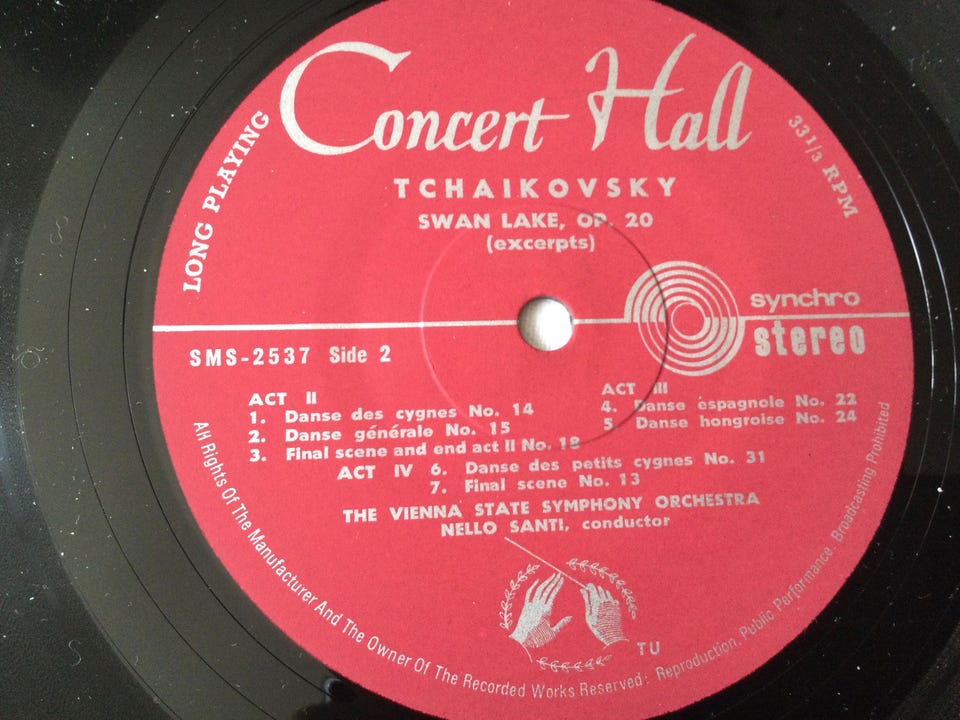 Concert Hall
LONG PLAYING
33 1/3 RPM
TCHAIKOVSKY
SWAN LAKE, OP. 20
(excerpts)
synchro
stereo
SMS-2537 Side 2
ACT II
1. Danse des cygnes No. 14
2. Danse générale No. 15
3. Final scene and end act II No. 18
ACT III
4. Danse espagnole No. 22
5 Danse hongroise No. 24
ACT IV 6. Danse des petits cygnes No. 31
7. Final scene No. 13
THE VIENNA STATE SYMPHONY ORCHESTRA
NELLO SANTI, conductor
TU
All Rights Of The Manufacturer And The Owner Of The Recorded Works Reserved: Reproduction, Public Performance, Broadcasting Prohibited